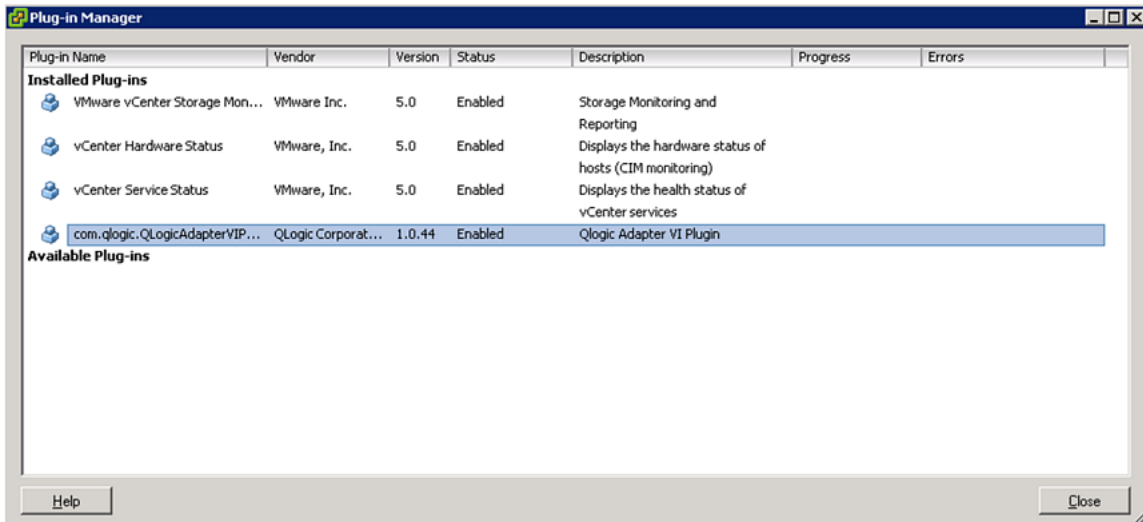 Plug-in Manager
Plug-in Name Vendor Version Status Description Progress Errors
Installed Plug-ins
VMware vCenter Storage Mon... VMware Inc. 5.0 Enabled Storage Monitoring and
Reporting
vCenter Hardware Status VMware, Inc. 5.0 Enabled Displays the hardware status of
hosts (CIM monitoring)
vCenter Service Status VMware, Inc. 5.0 Enabled Displays the health status of
vCenter services
com.qlogic.QLogicAdapterVIP... QLogic Corporat... 1.0.44 Enabled Qlogic Adapter VI Plugin
Available Plug-ins
Help Close